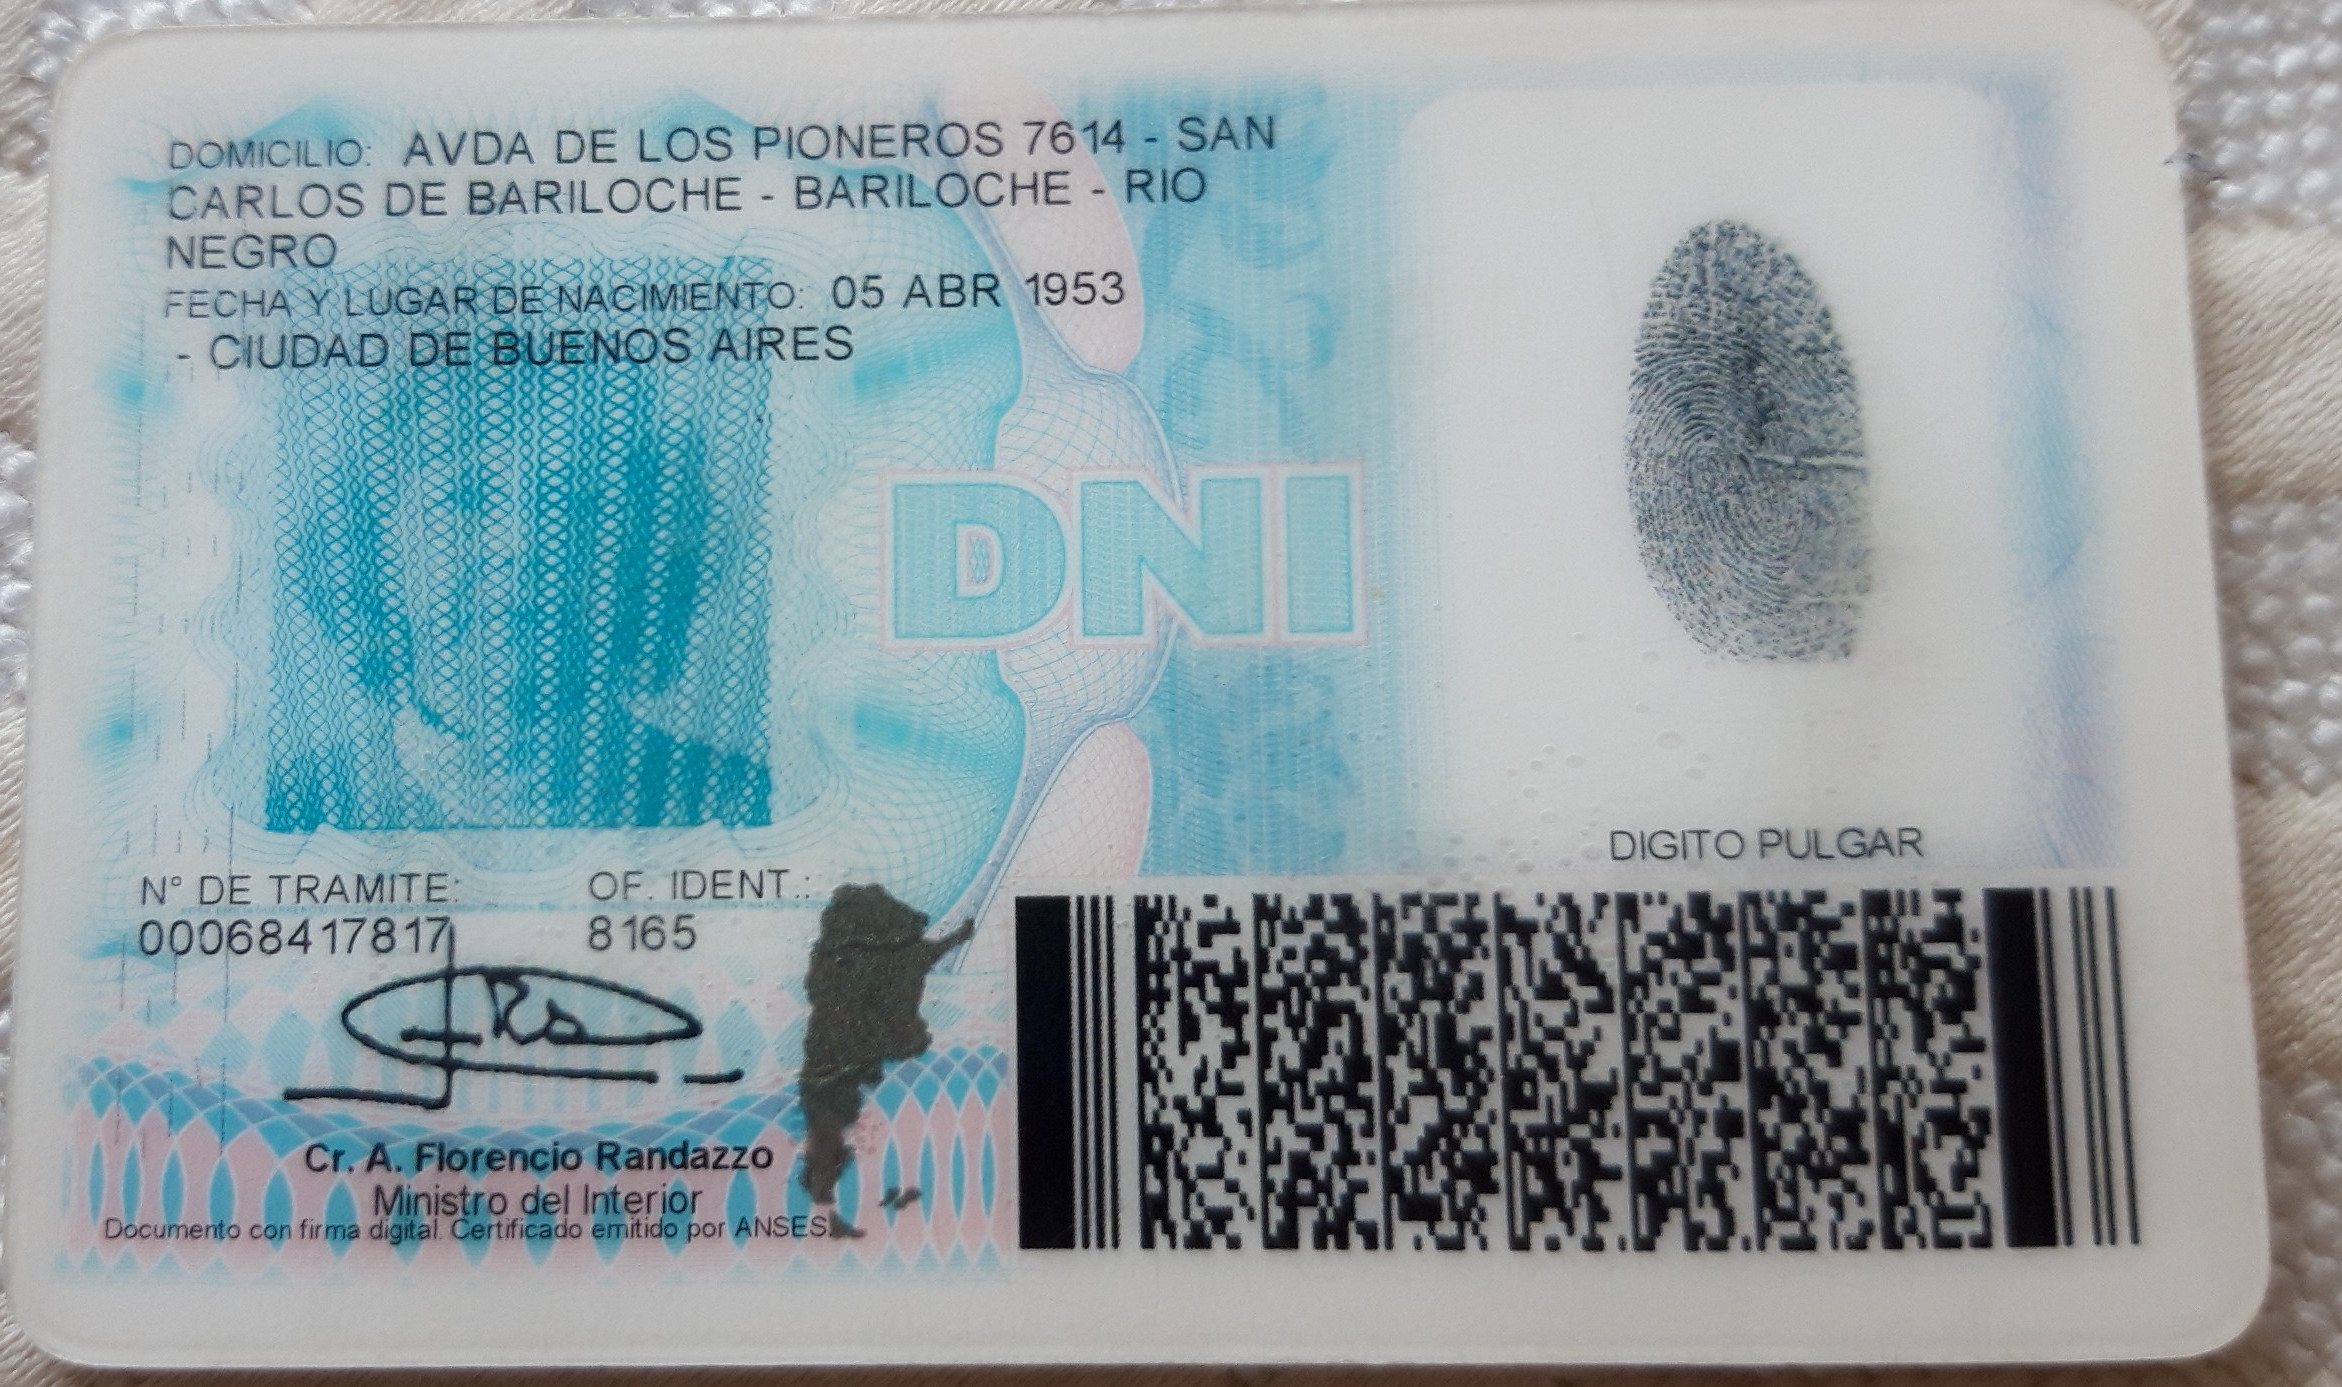 DOMICILIO: AVDA DE LOS PIONEROS 7614 - SAN
CARLOS DE BARILOCHE - BARILOCHE - RIO
NEGRO
FECHA Y LUGAR DE NACIMIENTO: 05 ABR 1953
- CIUDAD DE BUENOS AIRES
DNI
DIGITO PULGAR
N° DE TRAMITE: OF. IDENT.:
00068417817 8165
Cr. A. Florencio Randazzo
Ministro del Interior
Documento con firma digital. Certificado emitido por ANSES.